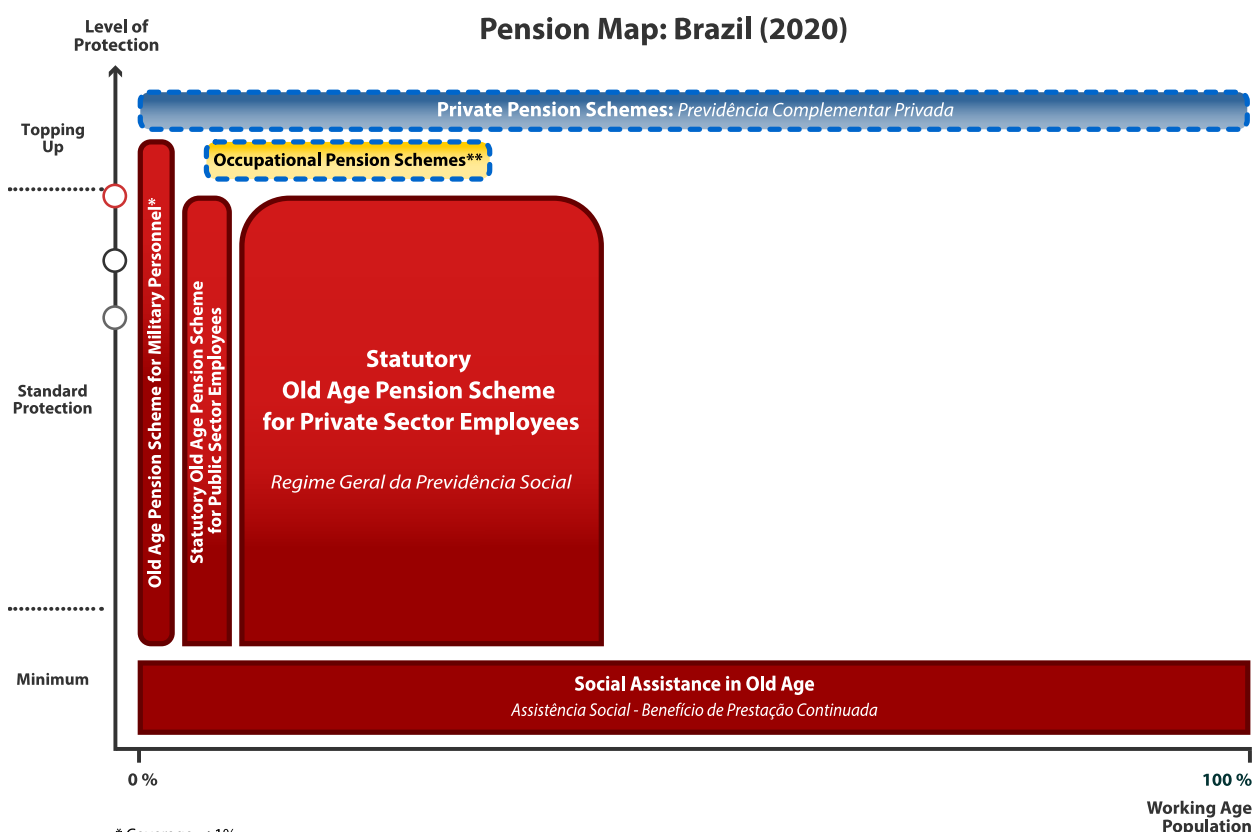 Pension Map: Brazil (2020)
Level of
Protection
Private Pension Schemes: Previdência Complementar Privada
Topping
Up
Occupational Pension Schemes**
Old Age Pension Scheme for Military Personnel*
Statutory Old Age Pension Scheme
for Public Sector Employees
Statutory
Old Age Pension Scheme
for Private Sector Employees
Regime Geral da Previdência Social
Standard
Protection
Minimum
Social Assistance in Old Age
Assistência Social - Benefício de Prestação Continuada
0 %
100 %
Working Age
Population